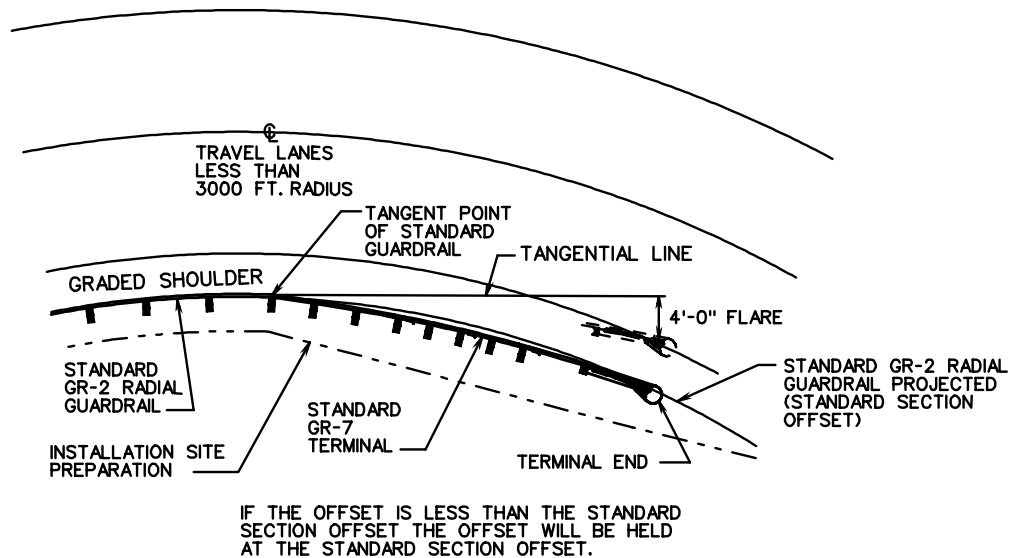 ℄
TRAVEL LANES
LESS THAN
3000 FT. RADIUS
TANGENT POINT
OF STANDARD
GUARDRAIL
TANGENTIAL LINE
GRADED SHOULDER
4'-0" FLARE
STANDARD
GR-2 RADIAL
GUARDRAIL
STANDARD GR-2 RADIAL
GUARDRAIL PROJECTED
(STANDARD SECTION
OFFSET)
STANDARD
GR-7
TERMINAL
INSTALLATION SITE
PREPARATION
TERMINAL END
IF THE OFFSET IS LESS THAN THE STANDARD
SECTION OFFSET THE OFFSET WILL BE HELD
AT THE STANDARD SECTION OFFSET.